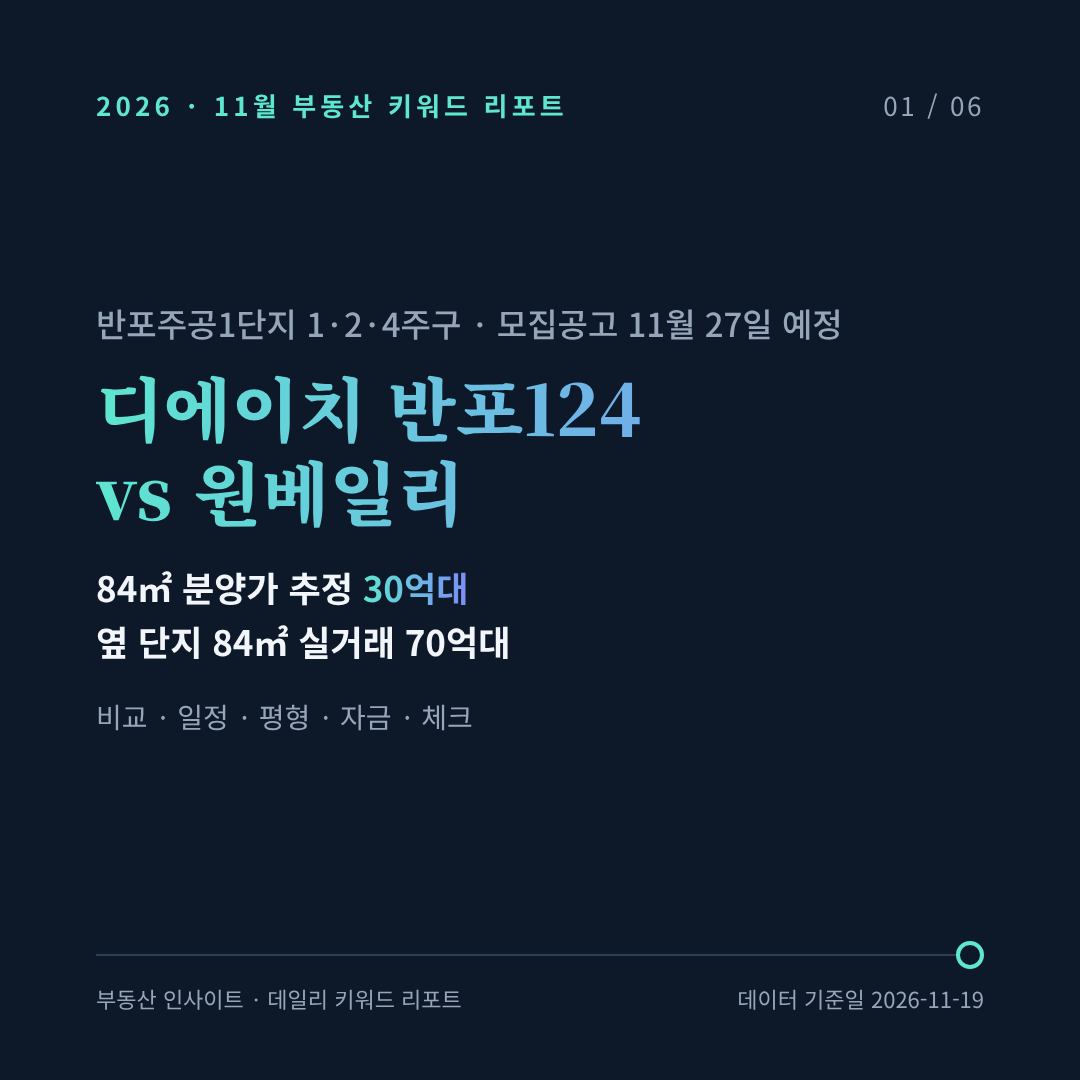 2026 · 11월 부동산 키워드 리포트
01 / 06
반포주공1단지 1·2·4주구 · 모집공고 11월 27일 예정
디에이치 반포124
vs 원베일리
84㎡ 분양가 추정 30억대
옆 단지 84㎡ 실거래 70억대
비교 · 일정 · 평형 · 자금 · 체크
부동산 인사이트 · 데일리 키워드 리포트
데이터 기준일 2026-11-19